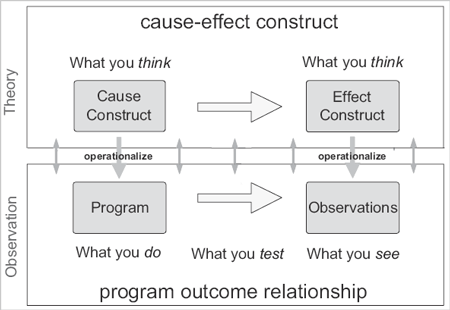 cause-effect construct
What you think
What you think
Theory
Cause
Construct
Effect
Construct
operationalize
operationalize
Observation
Program
Observations
What you do
What you test
What you see
program outcome relationship